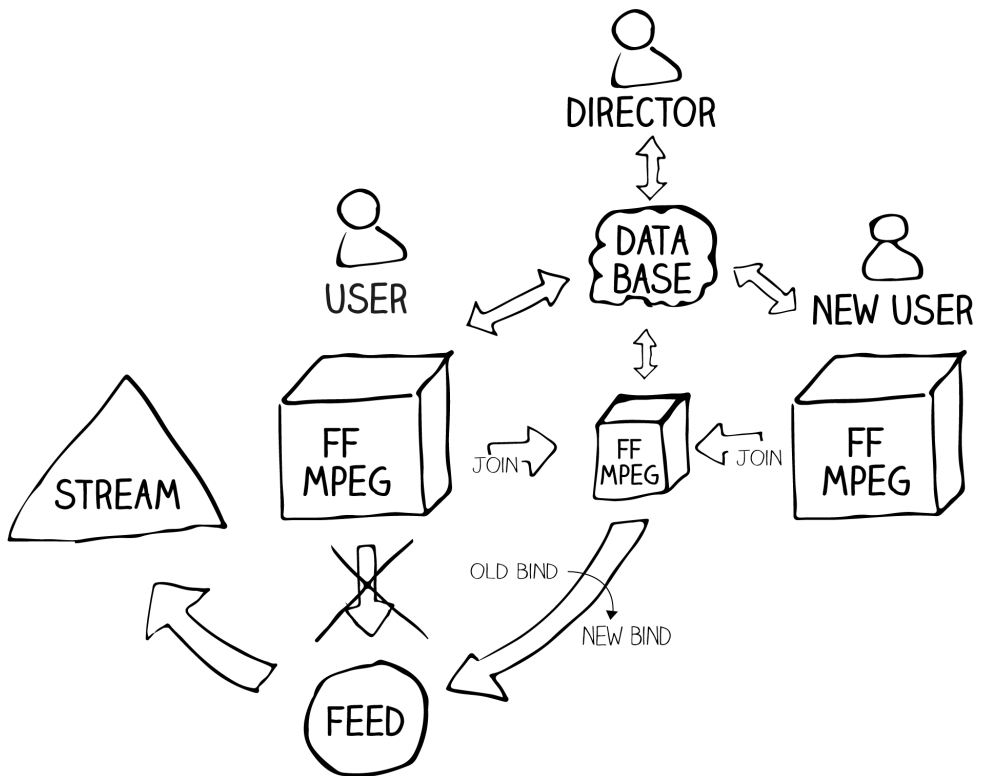 DIRECTOR
DATA
BASE
USER
NEW USER
STREAM
FF
MPEG
JOIN
FF
MPEG
JOIN
FF
MPEG
OLD BIND
NEW BIND
FEED